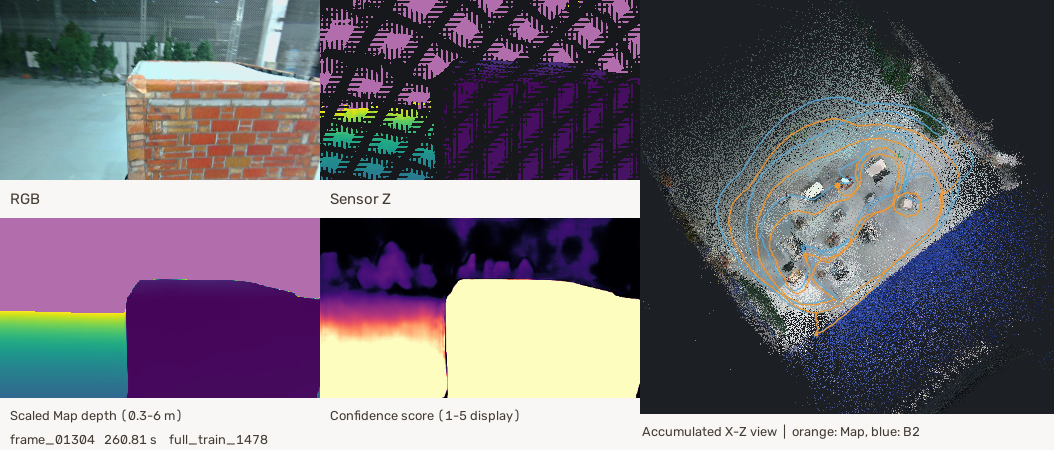 RGB
Sensor Z
Scaled Map depth (0.3-6 m)
Confidence score (1-5 display)
frame_01304 260.81 s full_train_1478
Accumulated X-Z view | orange: Map, blue: B2